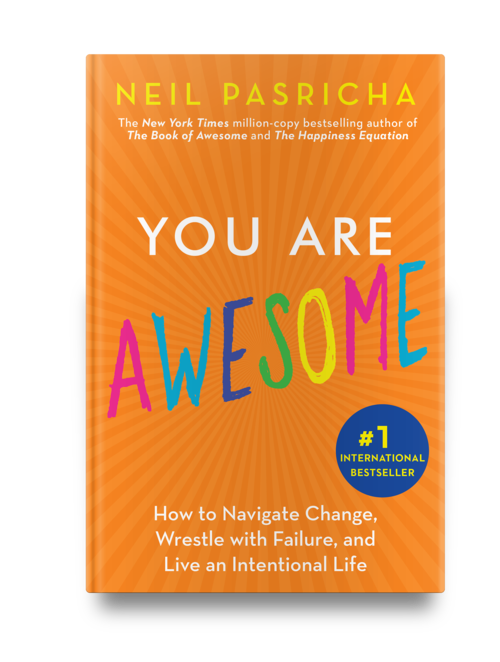 NEIL PASRICHA
The New York Times million-copy bestselling author of
The Book of Awesome and The Happiness Equation
YOU ARE
AWESOME
#1
INTERNATIONAL
BESTSELLER
How to Navigate Change,
Wrestle with Failure, and
Live an Intentional Life